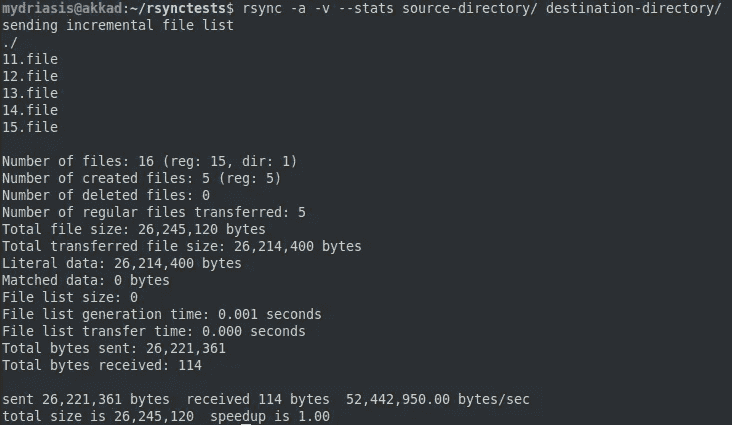 mydriasis@akkad:~/rsynctests$ rsync -a -v --stats source-directory/ destination-directory/
sending incremental file list
./
11.file
12.file
13.file
14.file
15.file
Number of files: 16 (reg: 15, dir: 1)
Number of created files: 5 (reg: 5)
Number of deleted files: 0
Number of regular files transferred: 5
Total file size: 26,245,120 bytes
Total transferred file size: 26,214,400 bytes
Literal data: 26,214,400 bytes
Matched data: 0 bytes
File list size: 0
File list generation time: 0.001 seconds
File list transfer time: 0.000 seconds
Total bytes sent: 26,221,361
Total bytes received: 114
sent 26,221,361 bytes  received 114 bytes  52,442,950.00 bytes/sec
total size is 26,245,120  speedup is 1.00